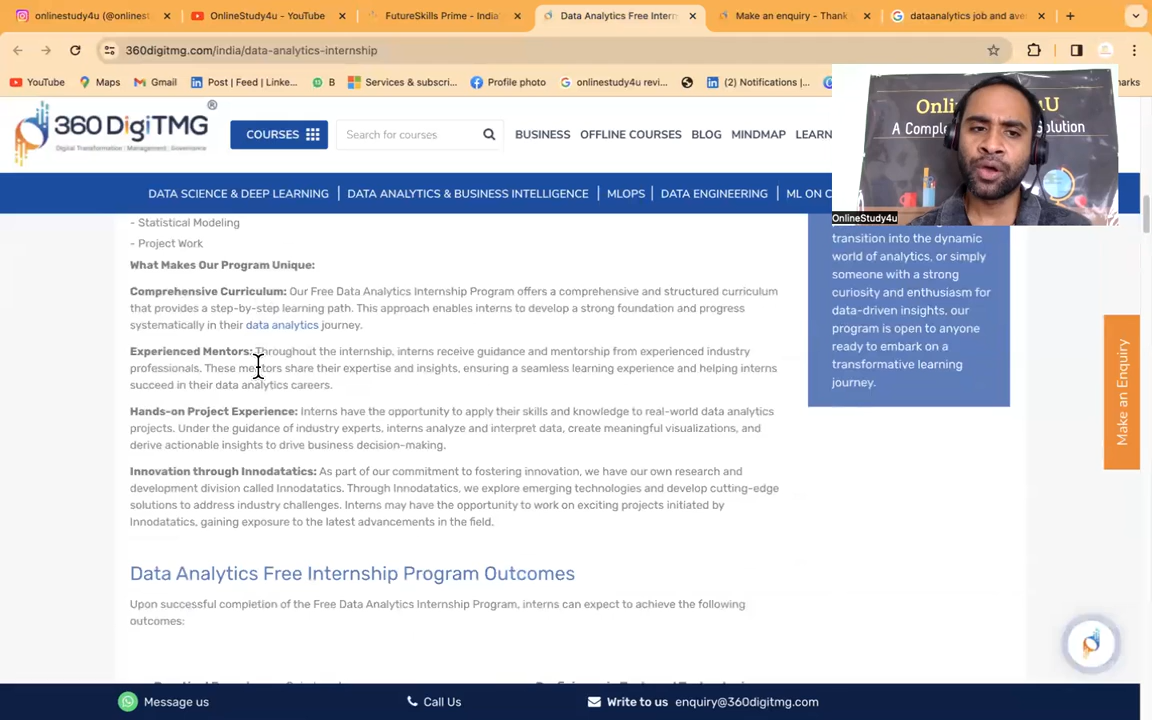 onlinestudy4u (@onlinest
OnlineStudy4u - YouTube
FutureSkills Prime - India'
Data Analytics Free Intern
Make an enquiry - Thank
dataanalytics job and aver
360digitmg.com/india/data-analytics-internship
YouTube
Maps
Gmail
Post | Feed | Linke...
B
Services & subscri...
Profile photo
onlinestudy4u revi...
(2) Notifications |...
marks
360 DigiTMG®
Digital Transformation | Management | Governance
COURSES
Search for courses
BUSINESS
OFFLINE COURSES
BLOG
MINDMAP
LEARN
Onli
U
A Comple
Solution
OnlineStudy4u
DATA SCIENCE & DEEP LEARNING
DATA ANALYTICS & BUSINESS INTELLIGENCE
MLOPS
DATA ENGINEERING
ML ON C
- Statistical Modeling
- Project Work
What Makes Our Program Unique:
Comprehensive Curriculum: Our Free Data Analytics Internship Program offers a comprehensive and structured curriculum
that provides a step-by-step learning path. This approach enables interns to develop a strong foundation and progress
systematically in their data analytics journey.
Experienced Mentors: Throughout the internship, interns receive guidance and mentorship from experienced industry
professionals. These mentors share their expertise and insights, ensuring a seamless learning experience and helping interns
succeed in their data analytics careers.
Hands-on Project Experience: Interns have the opportunity to apply their skills and knowledge to real-world data analytics
projects. Under the guidance of industry experts, interns analyze and interpret data, create meaningful visualizations, and
derive actionable insights to drive business decision-making.
Innovation through Innodatatics: As part of our commitment to fostering innovation, we have our own research and
development division called Innodatatics. Through Innodatatics, we explore emerging technologies and develop cutting-edge
solutions to address industry challenges. Interns may have the opportunity to work on exciting projects initiated by
Innodatatics, gaining exposure to the latest advancements in the field.
transition into the dynamic
world of analytics, or simply
someone with a strong
curiosity and enthusiasm for
data-driven insights, our
program is open to anyone
ready to embark on a
transformative learning
journey.
Make an Enquiry
Data Analytics Free Internship Program Outcomes
Upon successful completion of the Free Data Analytics Internship Program, interns can expect to achieve the following
outcomes:
Message us
Call Us
Write to us enquiry@360digitmg.com